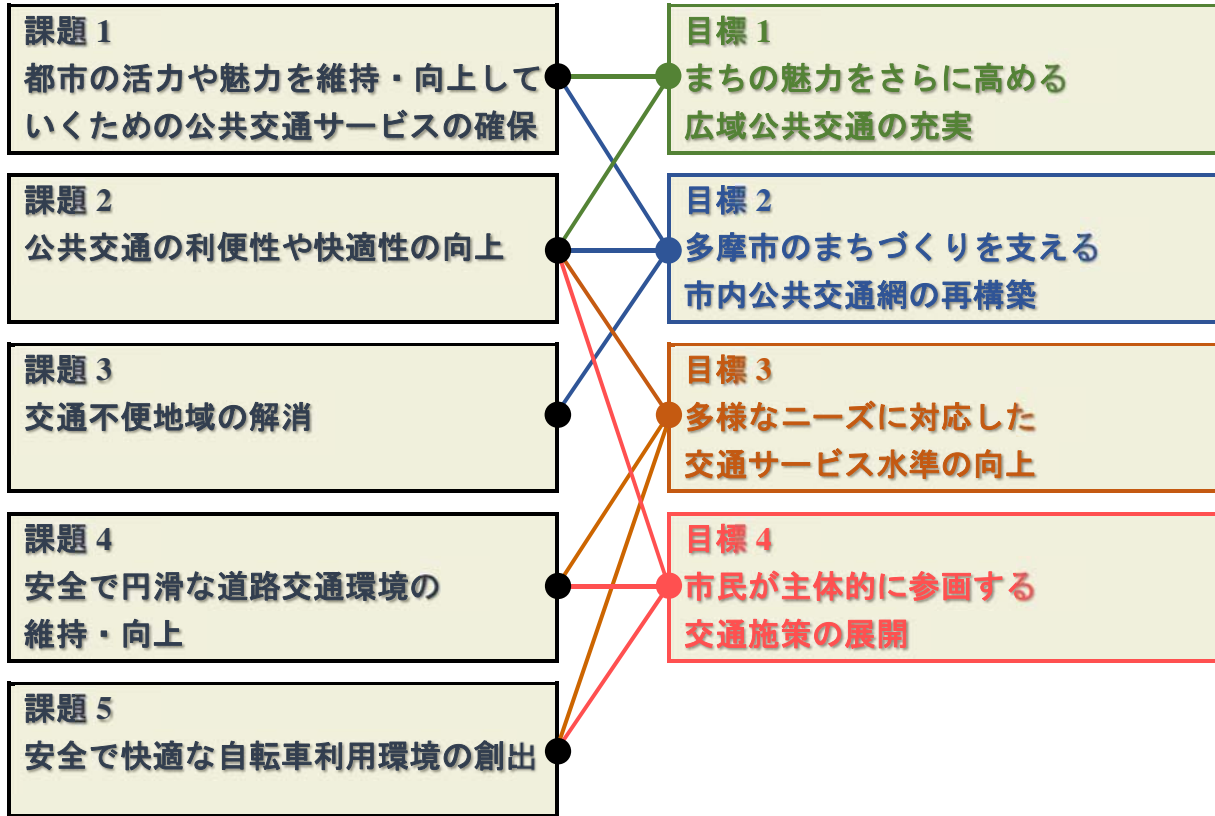 課題 1
都市の活力や魅力を維持・向上して
いくための公共交通サービスの確保
課題 2
公共交通の利便性や快適性の向上
課題 3
交通不便地域の解消
課題 4
安全で円滑な道路交通環境の
維持・向上
課題 5
安全で快適な自転車利用環境の創出
目標 1
まちの魅力をさらに高める
広域公共交通の充実
目標 2
多摩市のまちづくりを支える
市内公共交通網の再構築
目標 3
多様なニーズに対応した
交通サービス水準の向上
目標 4
市民が主体的に参画する
交通施策の展開